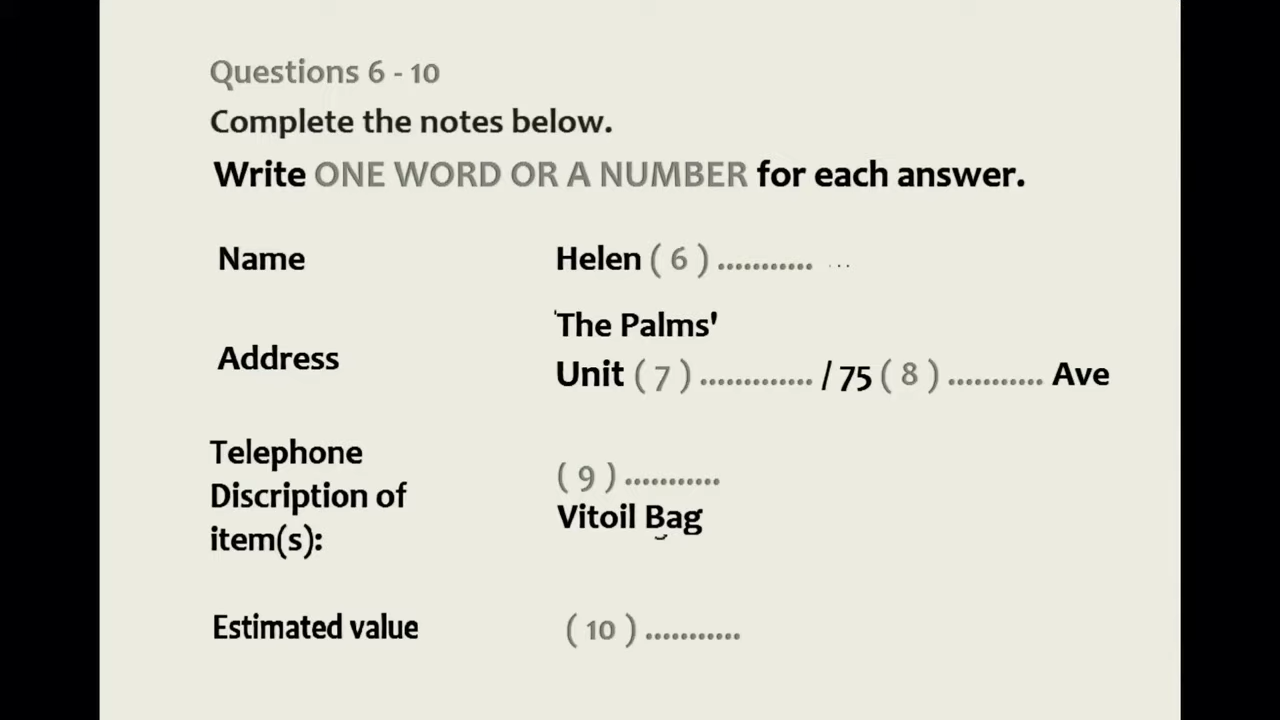 Questions 6 - 10
Complete the notes below.
Write ONE WORD OR A NUMBER for each answer.
Name Helen ( 6 ) ........... ...
'The Palms'
Address
Unit ( 7 ) ............. / 75 ( 8 ) ........... Ave
Telephone
( 9 ) ...........
Discription of
Vitoil Bag
item(s):
Estimated value ( 10 ) ...........